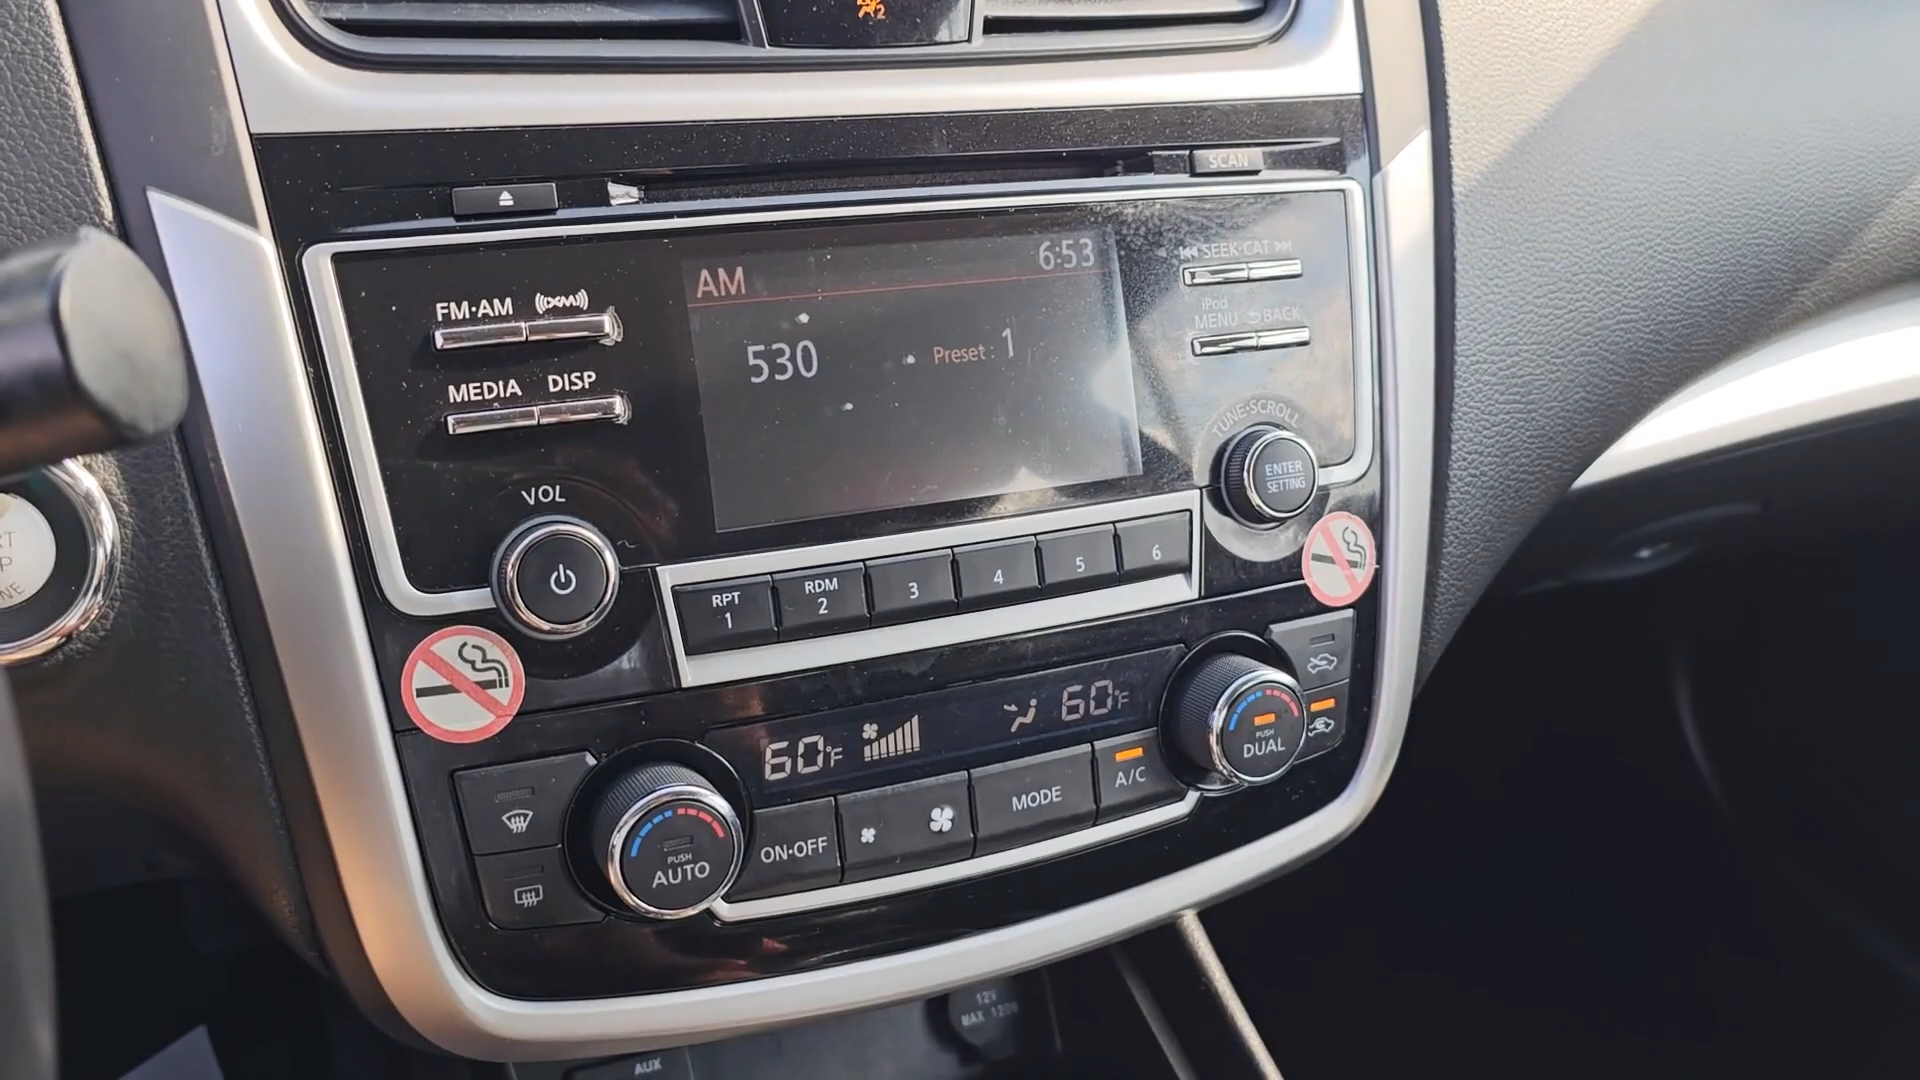 2
SCAN
AM 6:53
530 Preset : 1
FM·AM XM
MEDIA DISP
SEEK·CAT
iPod
MENU BACK
TUNE·SCROLL
ENTER
SETTING
VOL
RPT
1
RDM
2
3
4
5
6
60°F
60°F
PUSH
AUTO
ON·OFF
MODE
A/C
PUSH
DUAL
12V
MAX 120W
AUX